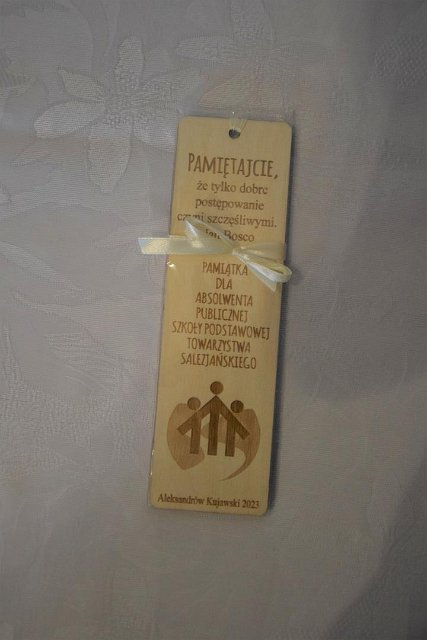 PAMIĘTAJCIE,
że tylko dobre
postępowanie
czyni szczęśliwymi.
Bosco
PAMIĄTKA
DLA
ABSOLWENTA
PUBLICZNEJ
SZKOŁY PODSTAWOWEJ
TOWARZYSTWA
SALEZJAŃSKIEGO
Aleksandrów Kujawski 2023